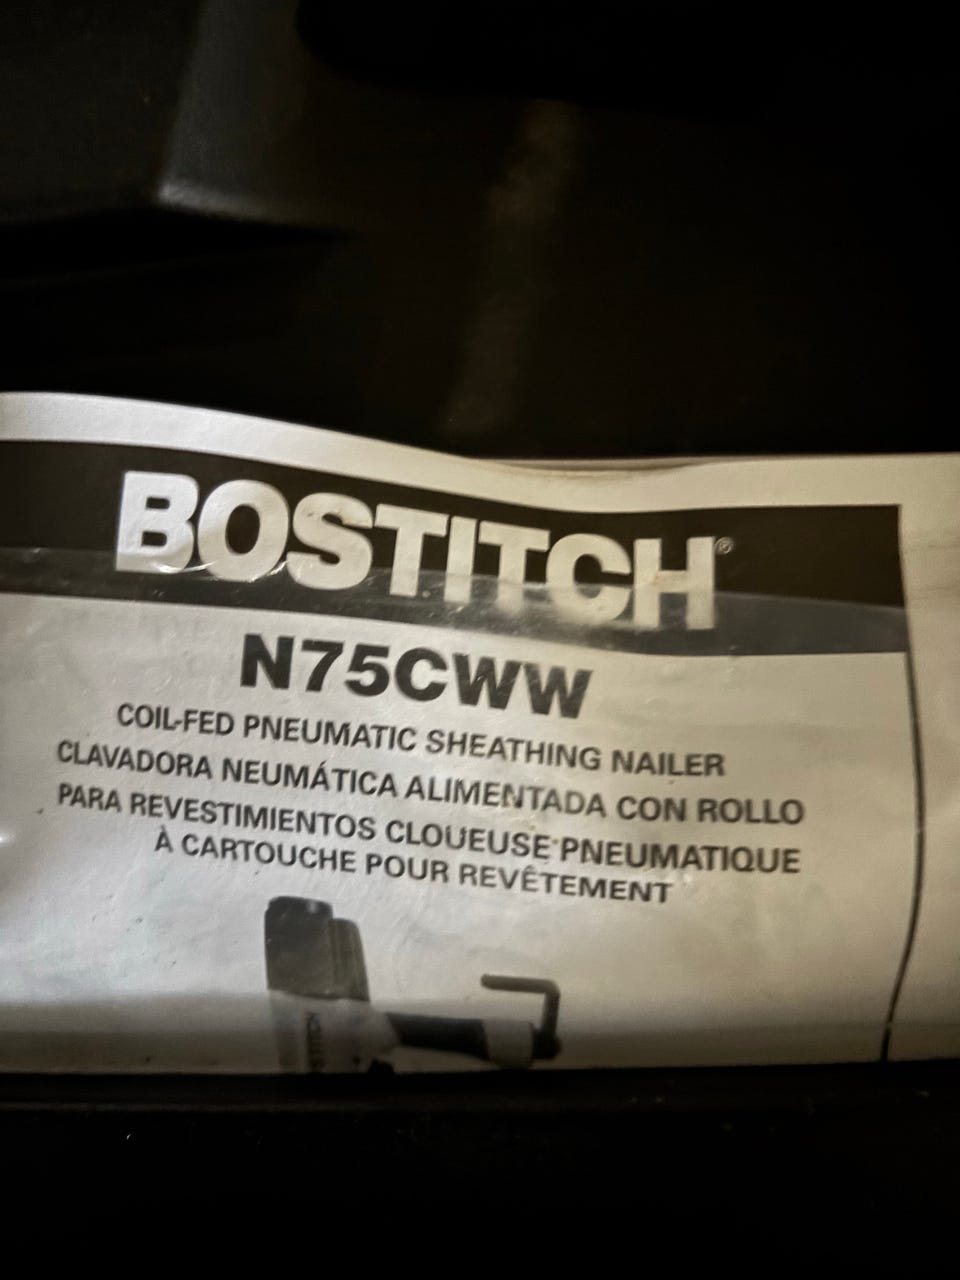 BOSTITCH®
N75CWW
COIL-FED PNEUMATIC SHEATHING NAILER
CLAVADORA NEUMÁTICA ALIMENTADA CON ROLLO
PARA REVESTIMIENTOS CLOUEUSE PNEUMATIQUE
À CARTOUCHE POUR REVÊTEMENT